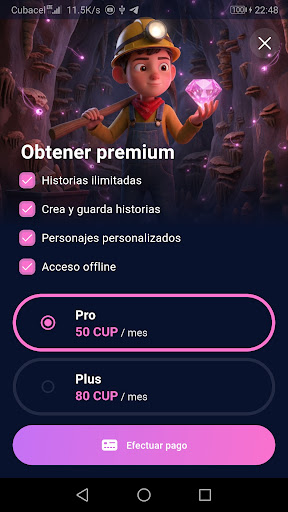 Cubacel 11.5K/s 100 22:48
Obtener premium
Historias ilimitadas
Crea y guarda historias
Personajes personalizados
Acceso offline
Pro
50 CUP / mes
Plus
80 CUP / mes
Efectuar pago